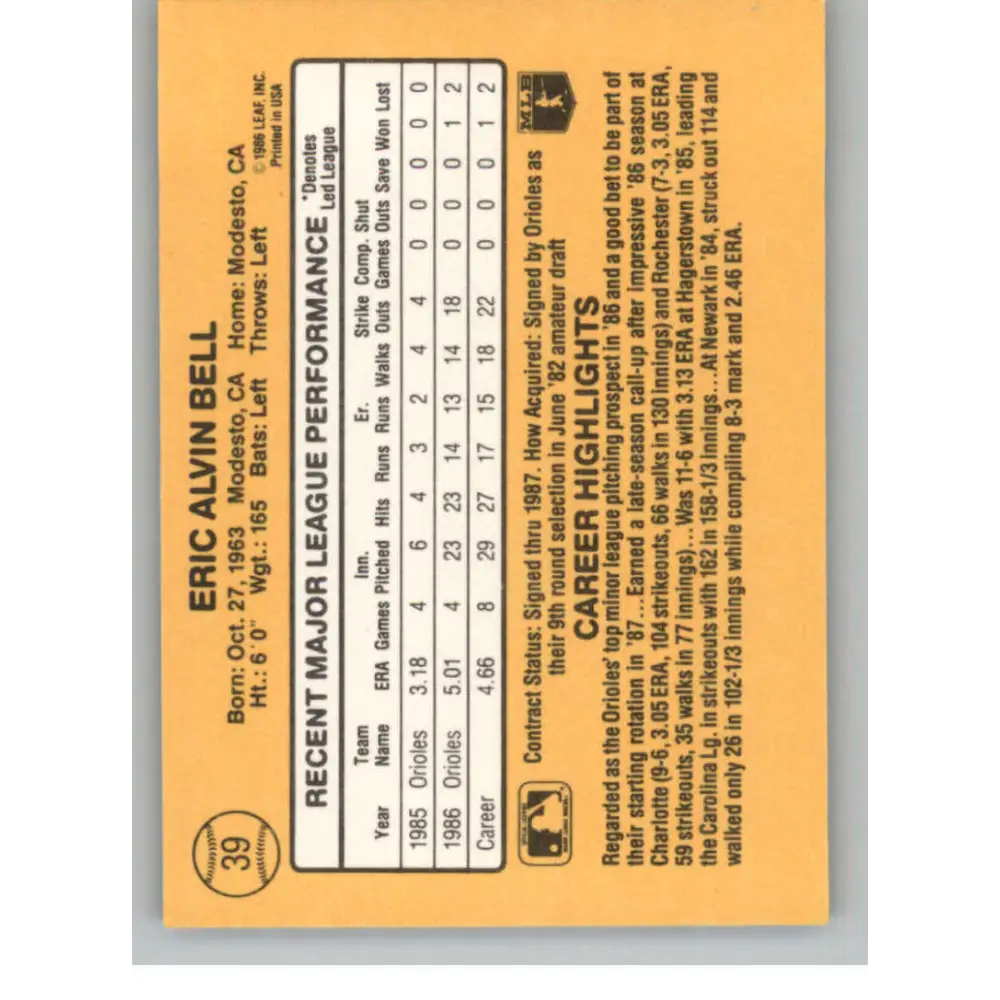 39
ERIC ALVIN BELL
© 1986 LEAF, INC.
Printed in USA
Born: Oct. 27, 1963 Modesto, CA Home: Modesto, CA
Ht.: 6'0" Wgt.: 165 Bats: Left Throws: Left
RECENT MAJOR LEAGUE PERFORMANCE *Denotes Led League
Year Team Name ERA Games Inn. Pitched Hits Runs Er. Runs Walks Strike Outs Comp. Games Shut Outs Save Won Lost
1985 Orioles 3.18 4 6 4 3 2 4 4 0 0 0 0 0
1986 Orioles 5.01 4 23 23 14 13 14 18 0 0 0 1 2
Career 4.66 8 29 27 17 15 18 22 0 0 0 1 2
MLB
Contract Status: Signed thru 1987. How Acquired: Signed by Orioles as
their 9th round selection in June '82 amateur draft
CAREER HIGHLIGHTS
Regarded as the Orioles' top minor league pitching prospect in '86 and a good bet to be part of
their starting rotation in '87...Earned a late-season call-up after impressive '86 season at
Charlotte (9-6, 3.05 ERA, 104 strikeouts, 66 walks in 130 innings) and Rochester (7-3, 3.05 ERA,
59 strikeouts, 35 walks in 77 innings)...Was 11-6 with 3.13 ERA at Hagerstown in '85, leading
the Carolina Lg. in strikeouts with 162 in 158-1/3 innings...At Newark in '84, struck out 114 and
walked only 26 in 102-1/3 innings while compiling 8-3 mark and 2.46 ERA.